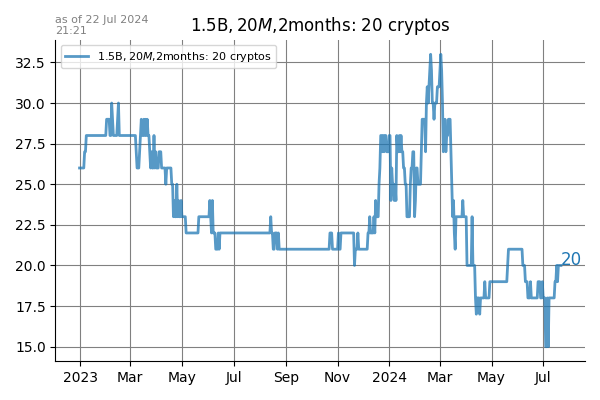 as of 22 Jul 2024
21:21
1.5B, 20M,2months: 20 cryptos
1.5B, 20M,2months: 20 cryptos
32.5
30.0
27.5
25.0
22.5
20.0
17.5
15.0
20
2023 Mar May Jul Sep Nov 2024 Mar May Jul